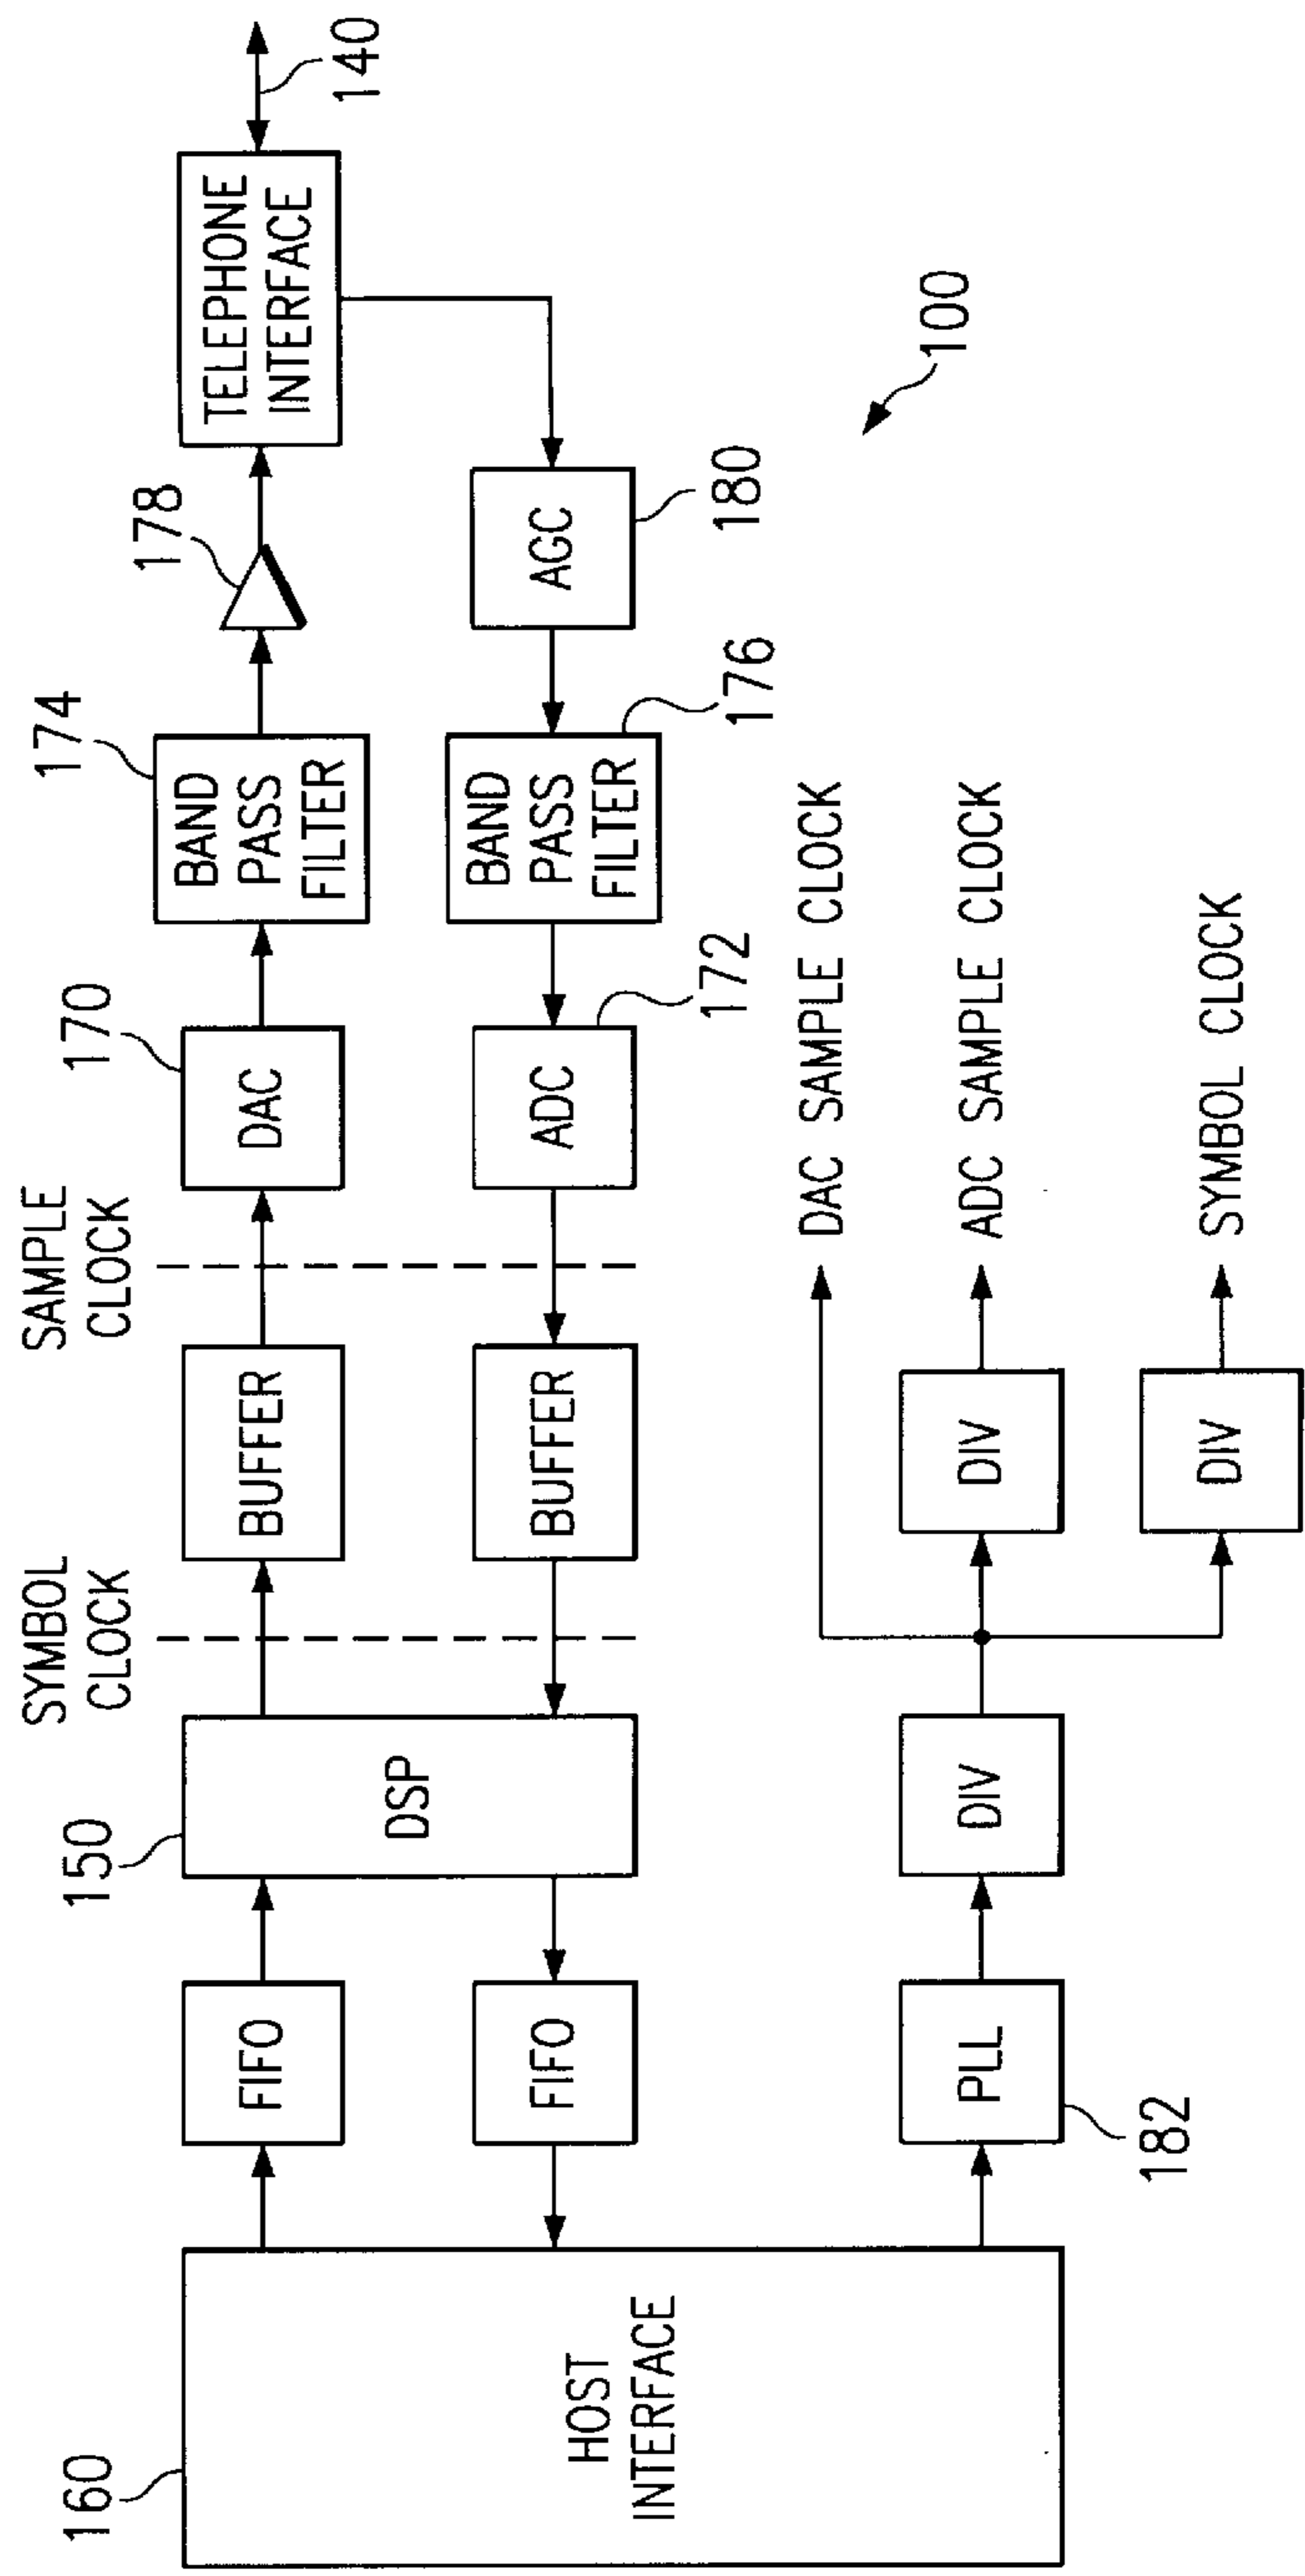 160
HOST
INTERFACE
FIFO
FIFO
150
DSP
SYMBOL
CLOCK
BUFFER
BUFFER
SAMPLE
CLOCK
170
DAC
ADC
172
174
BAND
PASS
FILTER
BAND
PASS
FILTER
176
178
AGC
180
TELEPHONE
INTERFACE
140
100
PLL
182
DIV
DIV
DIV
DAC SAMPLE CLOCK
ADC SAMPLE CLOCK
SYMBOL CLOCK